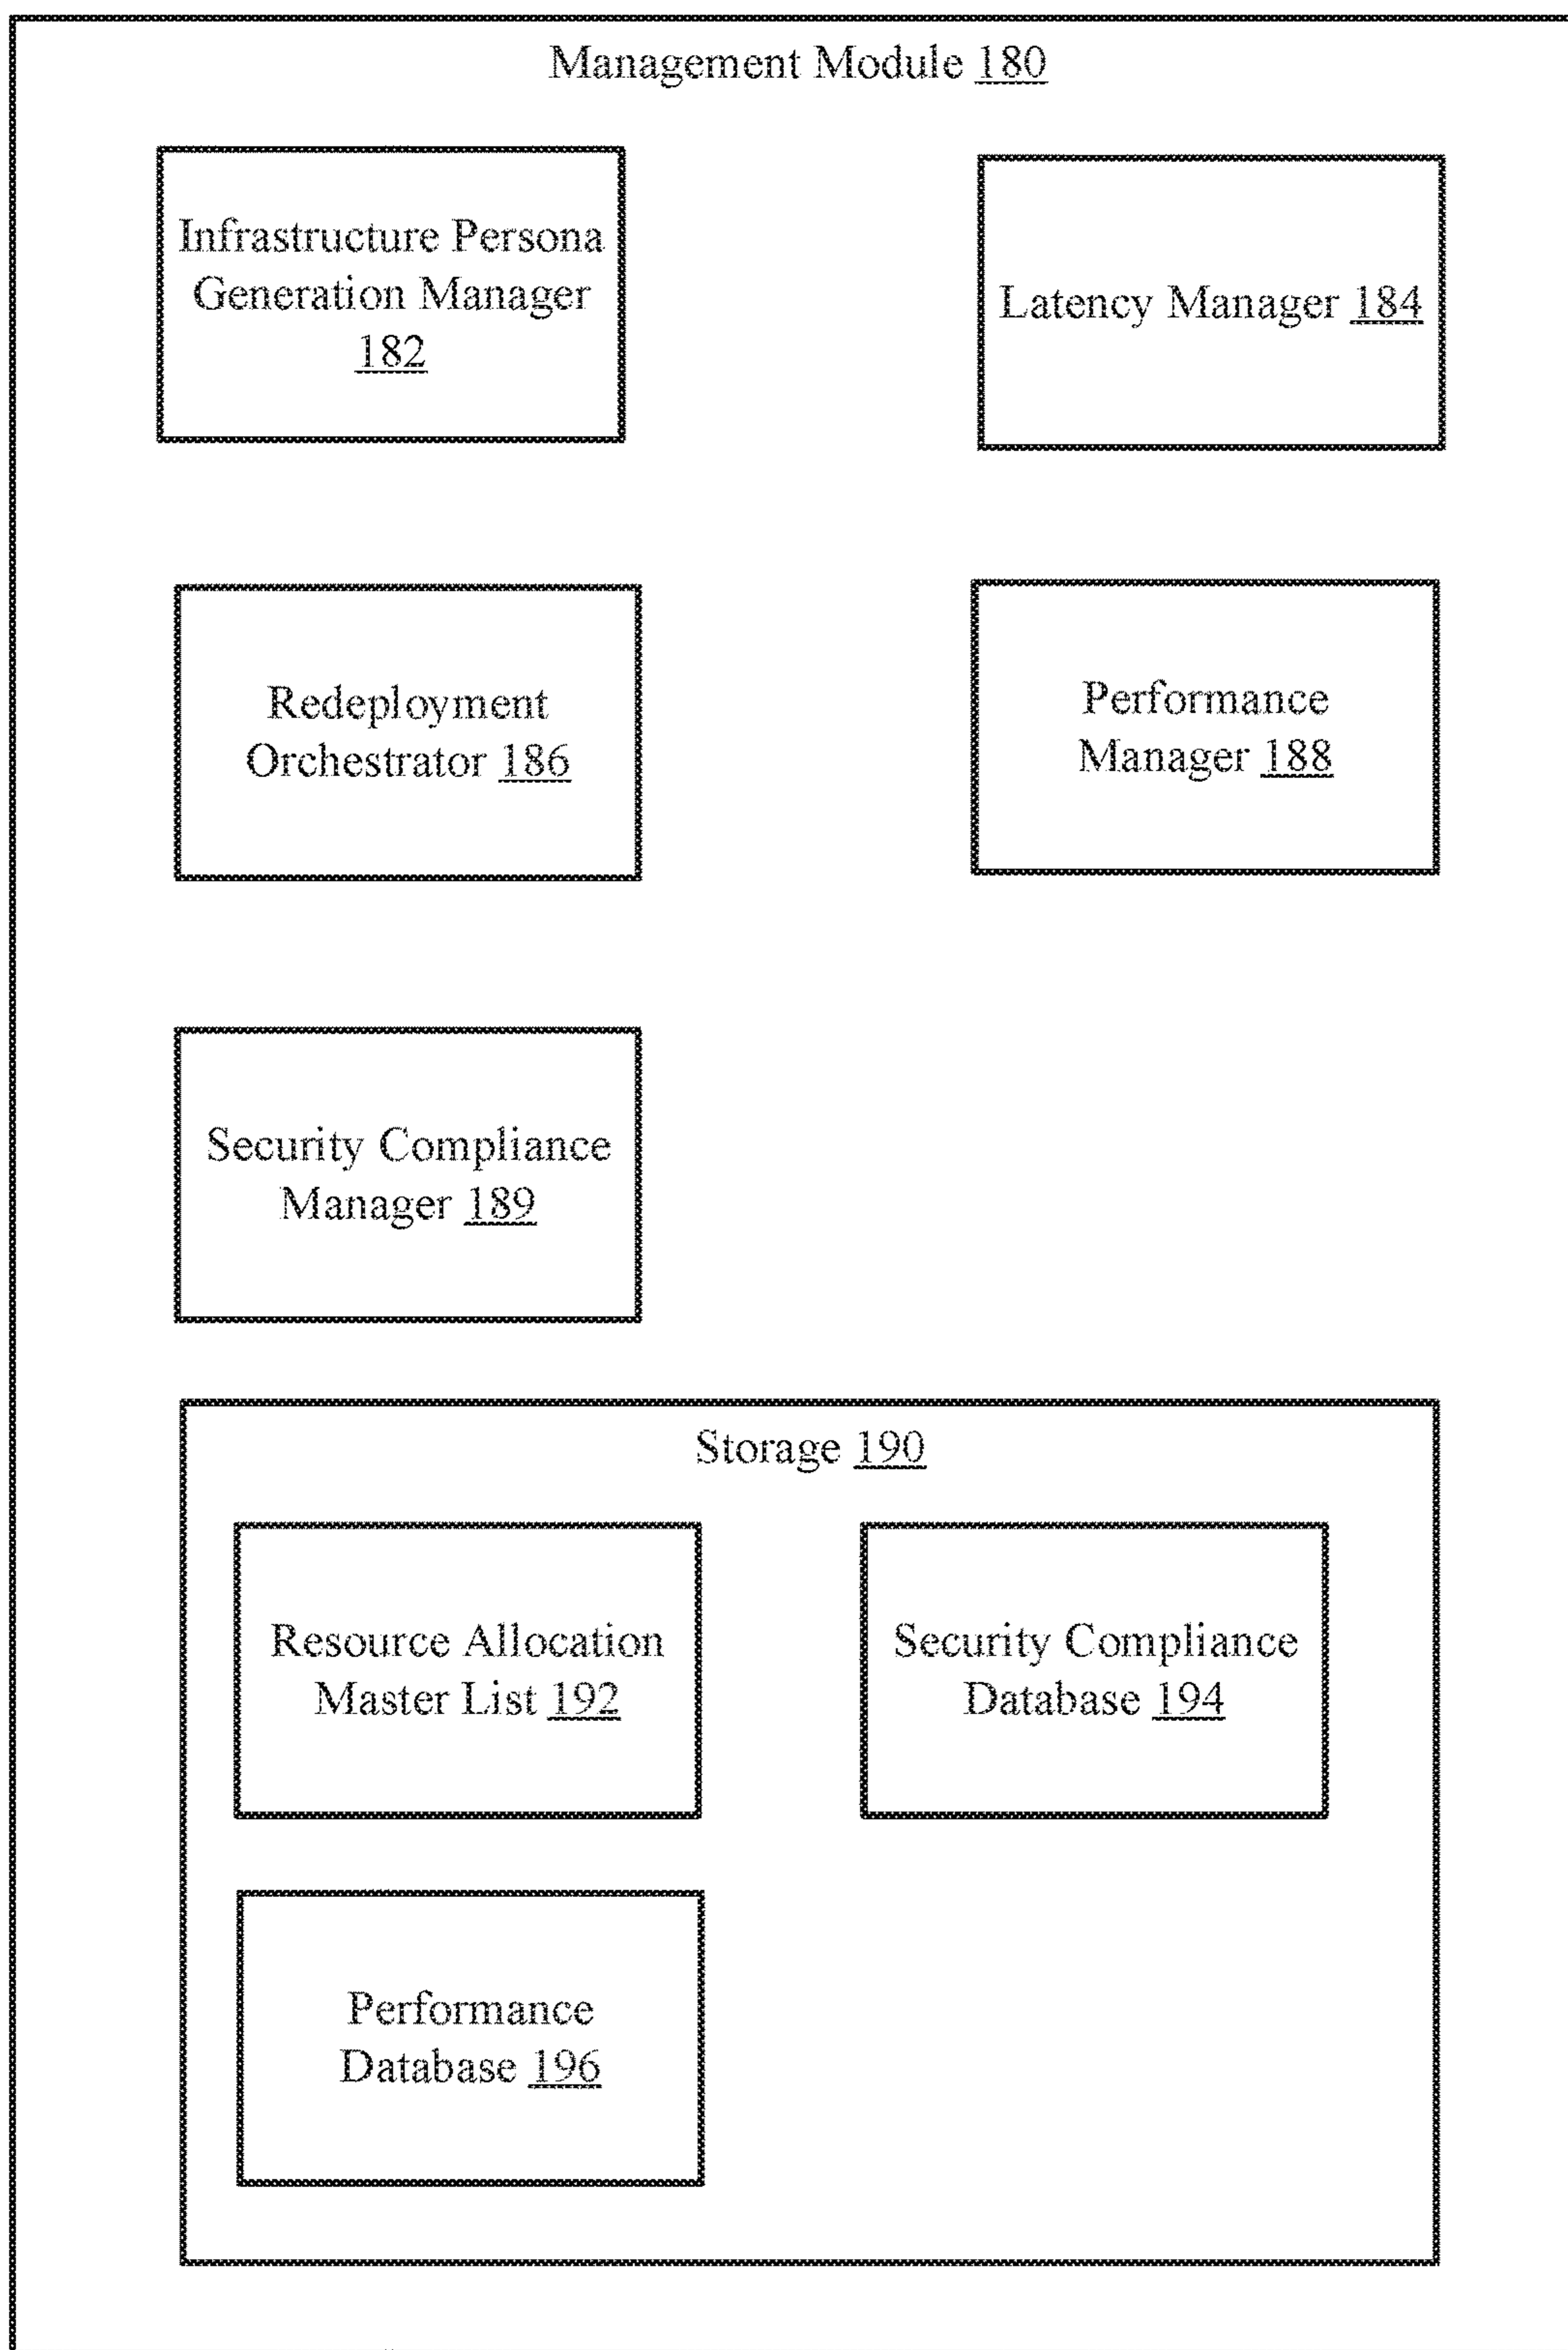 Management Module 180
Infrastructure Persona
Generation Manager
182
Latency Manager 184
Redeployment
Orchestrator 186
Performance
Manager 188
Security Compliance
Manager 189
Storage 190
Resource Allocation
Master List 192
Security Compliance
Database 194
Performance
Database 196